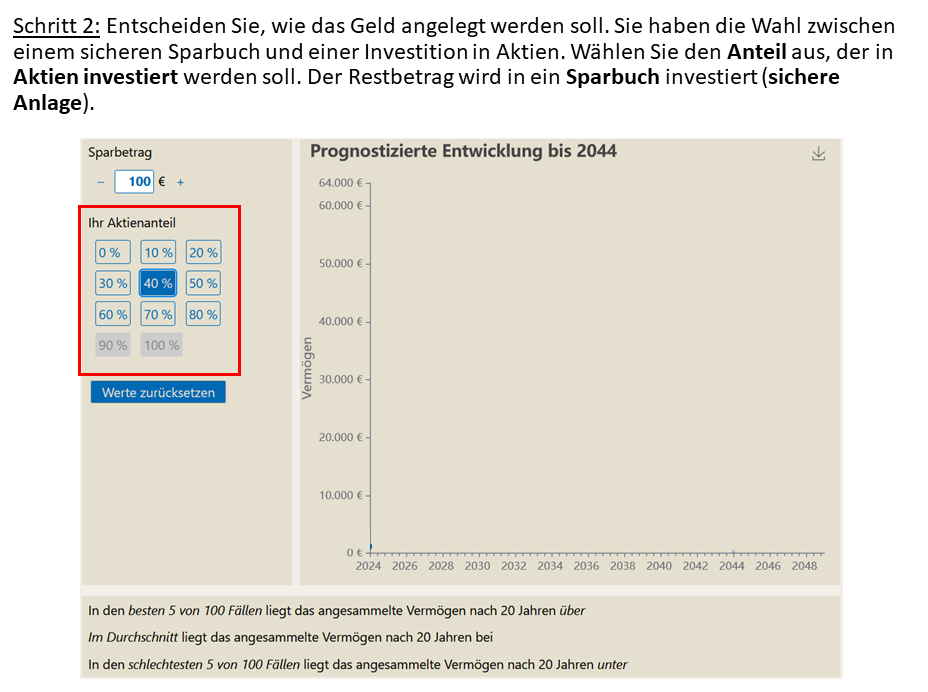 Schritt 2: Entscheiden Sie, wie das Geld angelegt werden soll. Sie haben die Wahl zwischen
einem sicheren Sparbuch und einer Investition in Aktien. Wählen Sie den Anteil aus, der in
Aktien investiert werden soll. Der Restbetrag wird in ein Sparbuch investiert (sichere
Anlage).
Sparbetrag
− 100 € +
Ihr Aktienanteil
0 % 10 % 20 %
30 % 40 % 50 %
60 % 70 % 80 %
90 % 100 %
Werte zurücksetzen
Prognostizierte Entwicklung bis 2044
Vermögen
64.000 €
60.000 €
50.000 €
40.000 €
30.000 €
20.000 €
10.000 €
0 €
2024 2026 2028 2030 2032 2034 2036 2038 2040 2042 2044 2046 2048
In den besten 5 von 100 Fällen liegt das angesammelte Vermögen nach 20 Jahren über
Im Durchschnitt liegt das angesammelte Vermögen nach 20 Jahren bei
In den schlechtesten 5 von 100 Fällen liegt das angesammelte Vermögen nach 20 Jahren unter